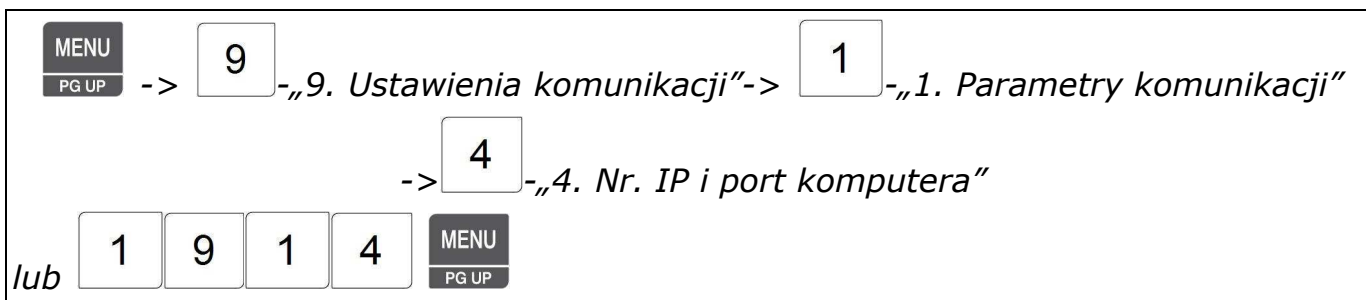 MENU PG UP -> 9 -„9. Ustawienia komunikacji”-> 1 -„1. Parametry komunikacji”
-> 4 -„4. Nr. IP i port komputera”
lub 1 9 1 4 MENU PG UP